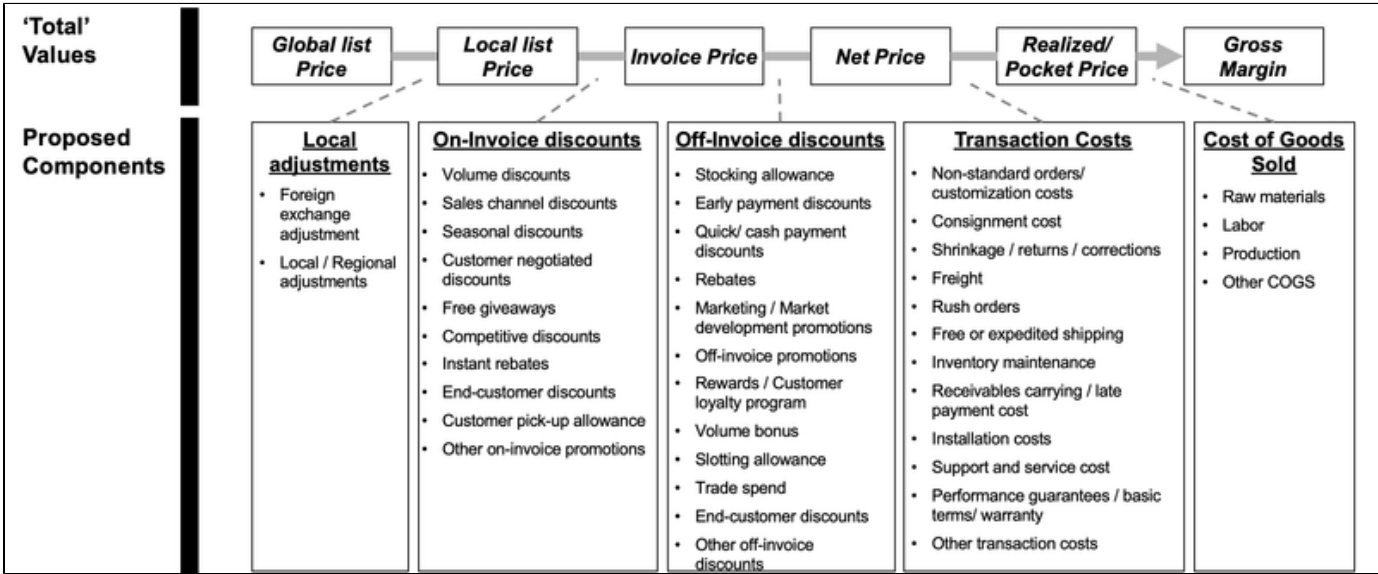 'Total'
Values
Global list
Price
Local list
Price
Invoice Price
Net Price
Realized/
Pocket Price
Gross
Margin
Proposed
Components
Local
adjustments
• Foreign
exchange
adjustment
• Local / Regional
adjustments
On-Invoice discounts
• Volume discounts
• Sales channel discounts
• Seasonal discounts
• Customer negotiated
discounts
• Free giveaways
• Competitive discounts
• Instant rebates
• End-customer discounts
• Customer pick-up allowance
• Other on-invoice promotions
Off-Invoice discounts
• Stocking allowance
• Early payment discounts
• Quick/ cash payment
discounts
• Rebates
• Marketing / Market
development promotions
• Off-invoice promotions
• Rewards / Customer
loyalty program
• Volume bonus
• Slotting allowance
• Trade spend
• End-customer discounts
• Other off-invoice
discounts
Transaction Costs
• Non-standard orders/
customization costs
• Consignment cost
• Shrinkage / returns / corrections
• Freight
• Rush orders
• Free or expedited shipping
• Inventory maintenance
• Receivables carrying / late
payment cost
• Installation costs
• Support and service cost
• Performance guarantees / basic
terms/ warranty
• Other transaction costs
Cost of Goods
Sold
• Raw materials
• Labor
• Production
• Other COGS